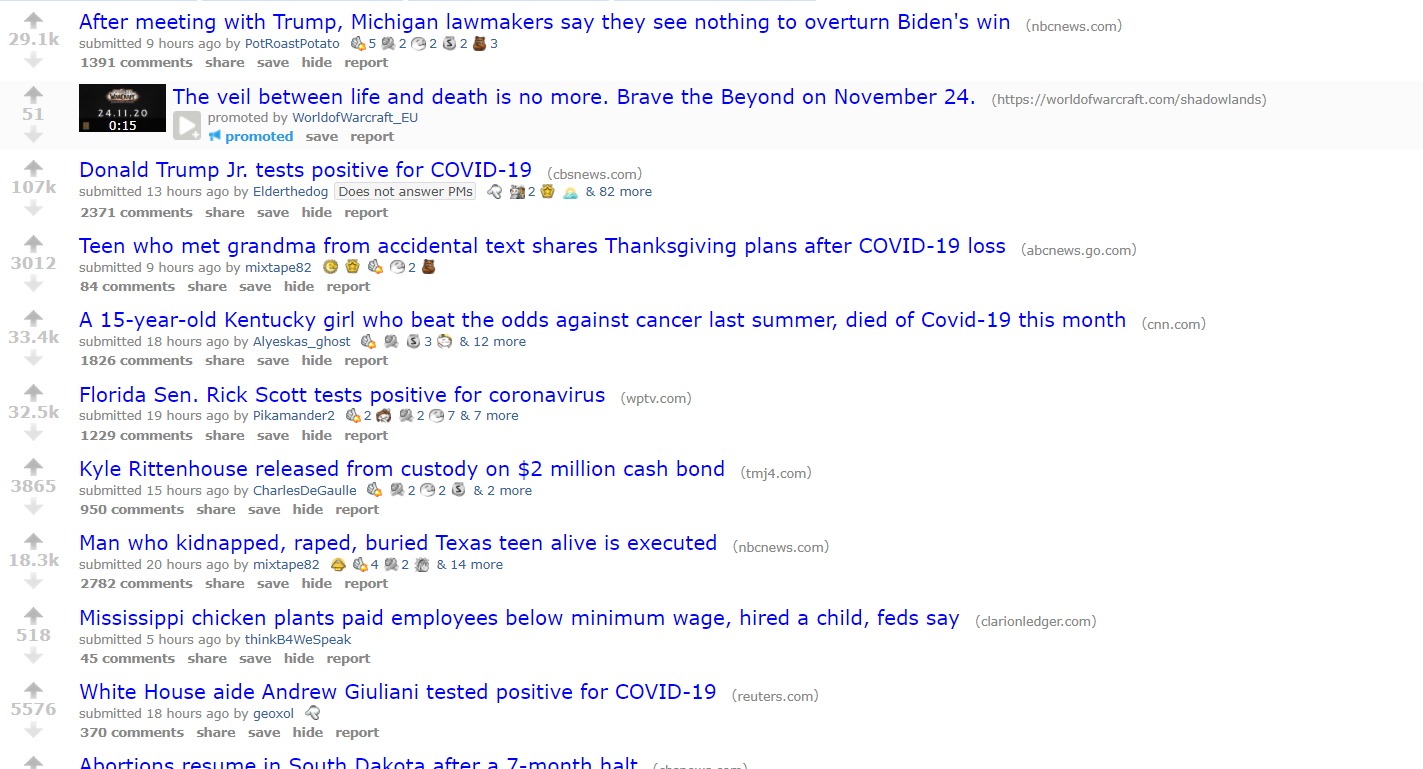 After meeting with Trump, Michigan lawmakers say they see nothing to overturn Biden's win (nbcnews.com)
29.1k
submitted 9 hours ago by PotRoastPotato 5 2 2 2 3
1391 comments share save hide report
The veil between life and death is no more. Brave the Beyond on November 24. (https://worldofwarcraft.com/shadowlands)
51
WARCRAFT
24.11.20
0:15
promoted by WorldofWarcraft_EU
promoted save report
Donald Trump Jr. tests positive for COVID-19 (cbsnews.com)
107k
submitted 13 hours ago by Elderthedog Does not answer PMs 2 & 82 more
2371 comments share save hide report
Teen who met grandma from accidental text shares Thanksgiving plans after COVID-19 loss (abcnews.go.com)
3012
submitted 9 hours ago by mixtape82 2
84 comments share save hide report
A 15-year-old Kentucky girl who beat the odds against cancer last summer, died of Covid-19 this month (cnn.com)
33.4k
submitted 18 hours ago by Alyeskas_ghost 3 & 12 more
1826 comments share save hide report
Florida Sen. Rick Scott tests positive for coronavirus (wptv.com)
32.5k
submitted 19 hours ago by Pikamander2 2 2 7 & 7 more
1229 comments share save hide report
Kyle Rittenhouse released from custody on $2 million cash bond (tmj4.com)
3865
submitted 15 hours ago by CharlesDeGaulle 2 2 & 2 more
950 comments share save hide report
Man who kidnapped, raped, buried Texas teen alive is executed (nbcnews.com)
18.3k
submitted 20 hours ago by mixtape82 4 2 & 14 more
2782 comments share save hide report
Mississippi chicken plants paid employees below minimum wage, hired a child, feds say (clarionledger.com)
518
submitted 5 hours ago by thinkB4WeSpeak
45 comments share save hide report
White House aide Andrew Giuliani tested positive for COVID-19 (reuters.com)
5576
submitted 18 hours ago by geoxol
370 comments share save hide report
Abortions resume in South Dakota after a 7-month halt